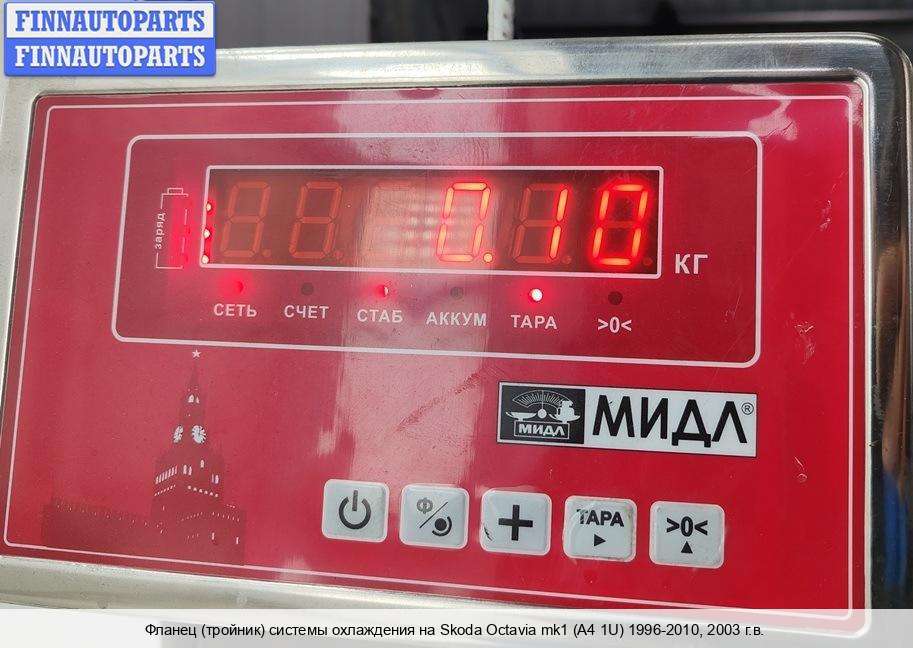 FINNAUTOPARTS
FINNAUTOPARTS
заряд
0.10
КГ
СЕТЬ СЧЕТ СТАБ АККУМ ТАРА >0<
МИДЛ МИДЛ®
Ф
ТАРА >0<
Фланец (тройник) системы охлаждения на Skoda Octavia mk1 (A4 1U) 1996-2010, 2003 г.в.